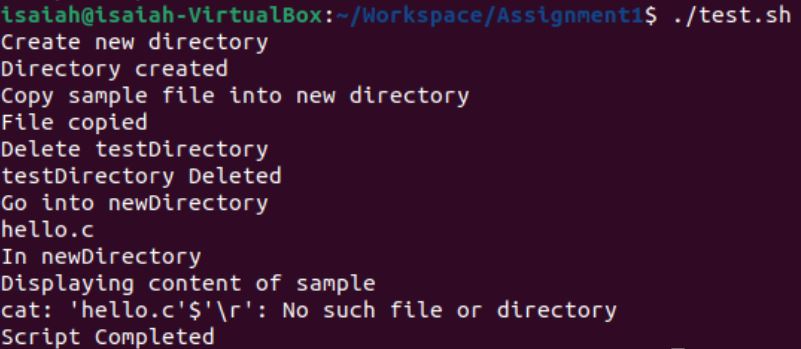 isaiah@isaiah-VirtualBox:~/Workspace/Assignment1$ ./test.sh
Create new directory
Directory created
Copy sample file into new directory
File copied
Delete testDirectory
testDirectory Deleted
Go into newDirectory
hello.c
In newDirectory
Displaying content of sample
cat: 'hello.c'$'\r': No such file or directory
Script Completed